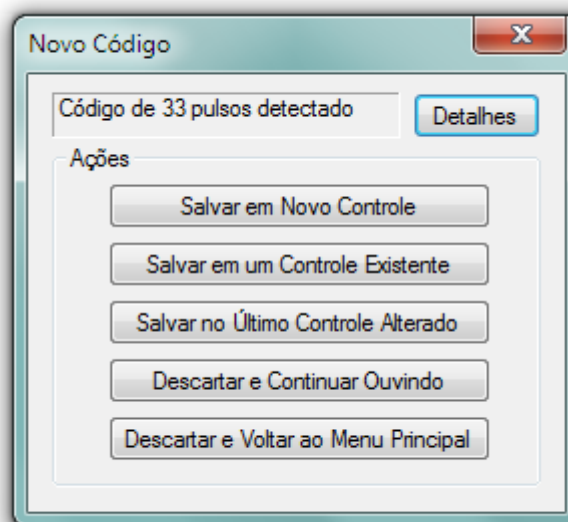 Novo Código
Código de 33 pulsos detectado
Detalhes
Ações
Salvar em Novo Controle
Salvar em um Controle Existente
Salvar no Último Controle Alterado
Descartar e Continuar Ouvindo
Descartar e Voltar ao Menu Principal